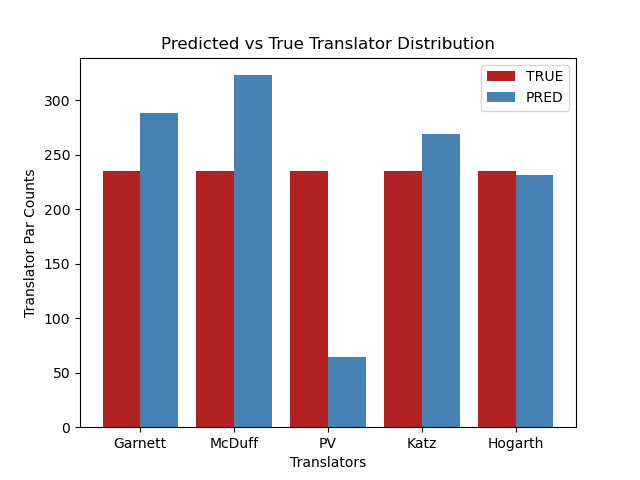 Predicted vs True Translator Distribution
TRUE
PRED
300
250
200
150
100
50
0
Translator Par Counts
Garnett McDuff PV Katz Hogarth
Translators